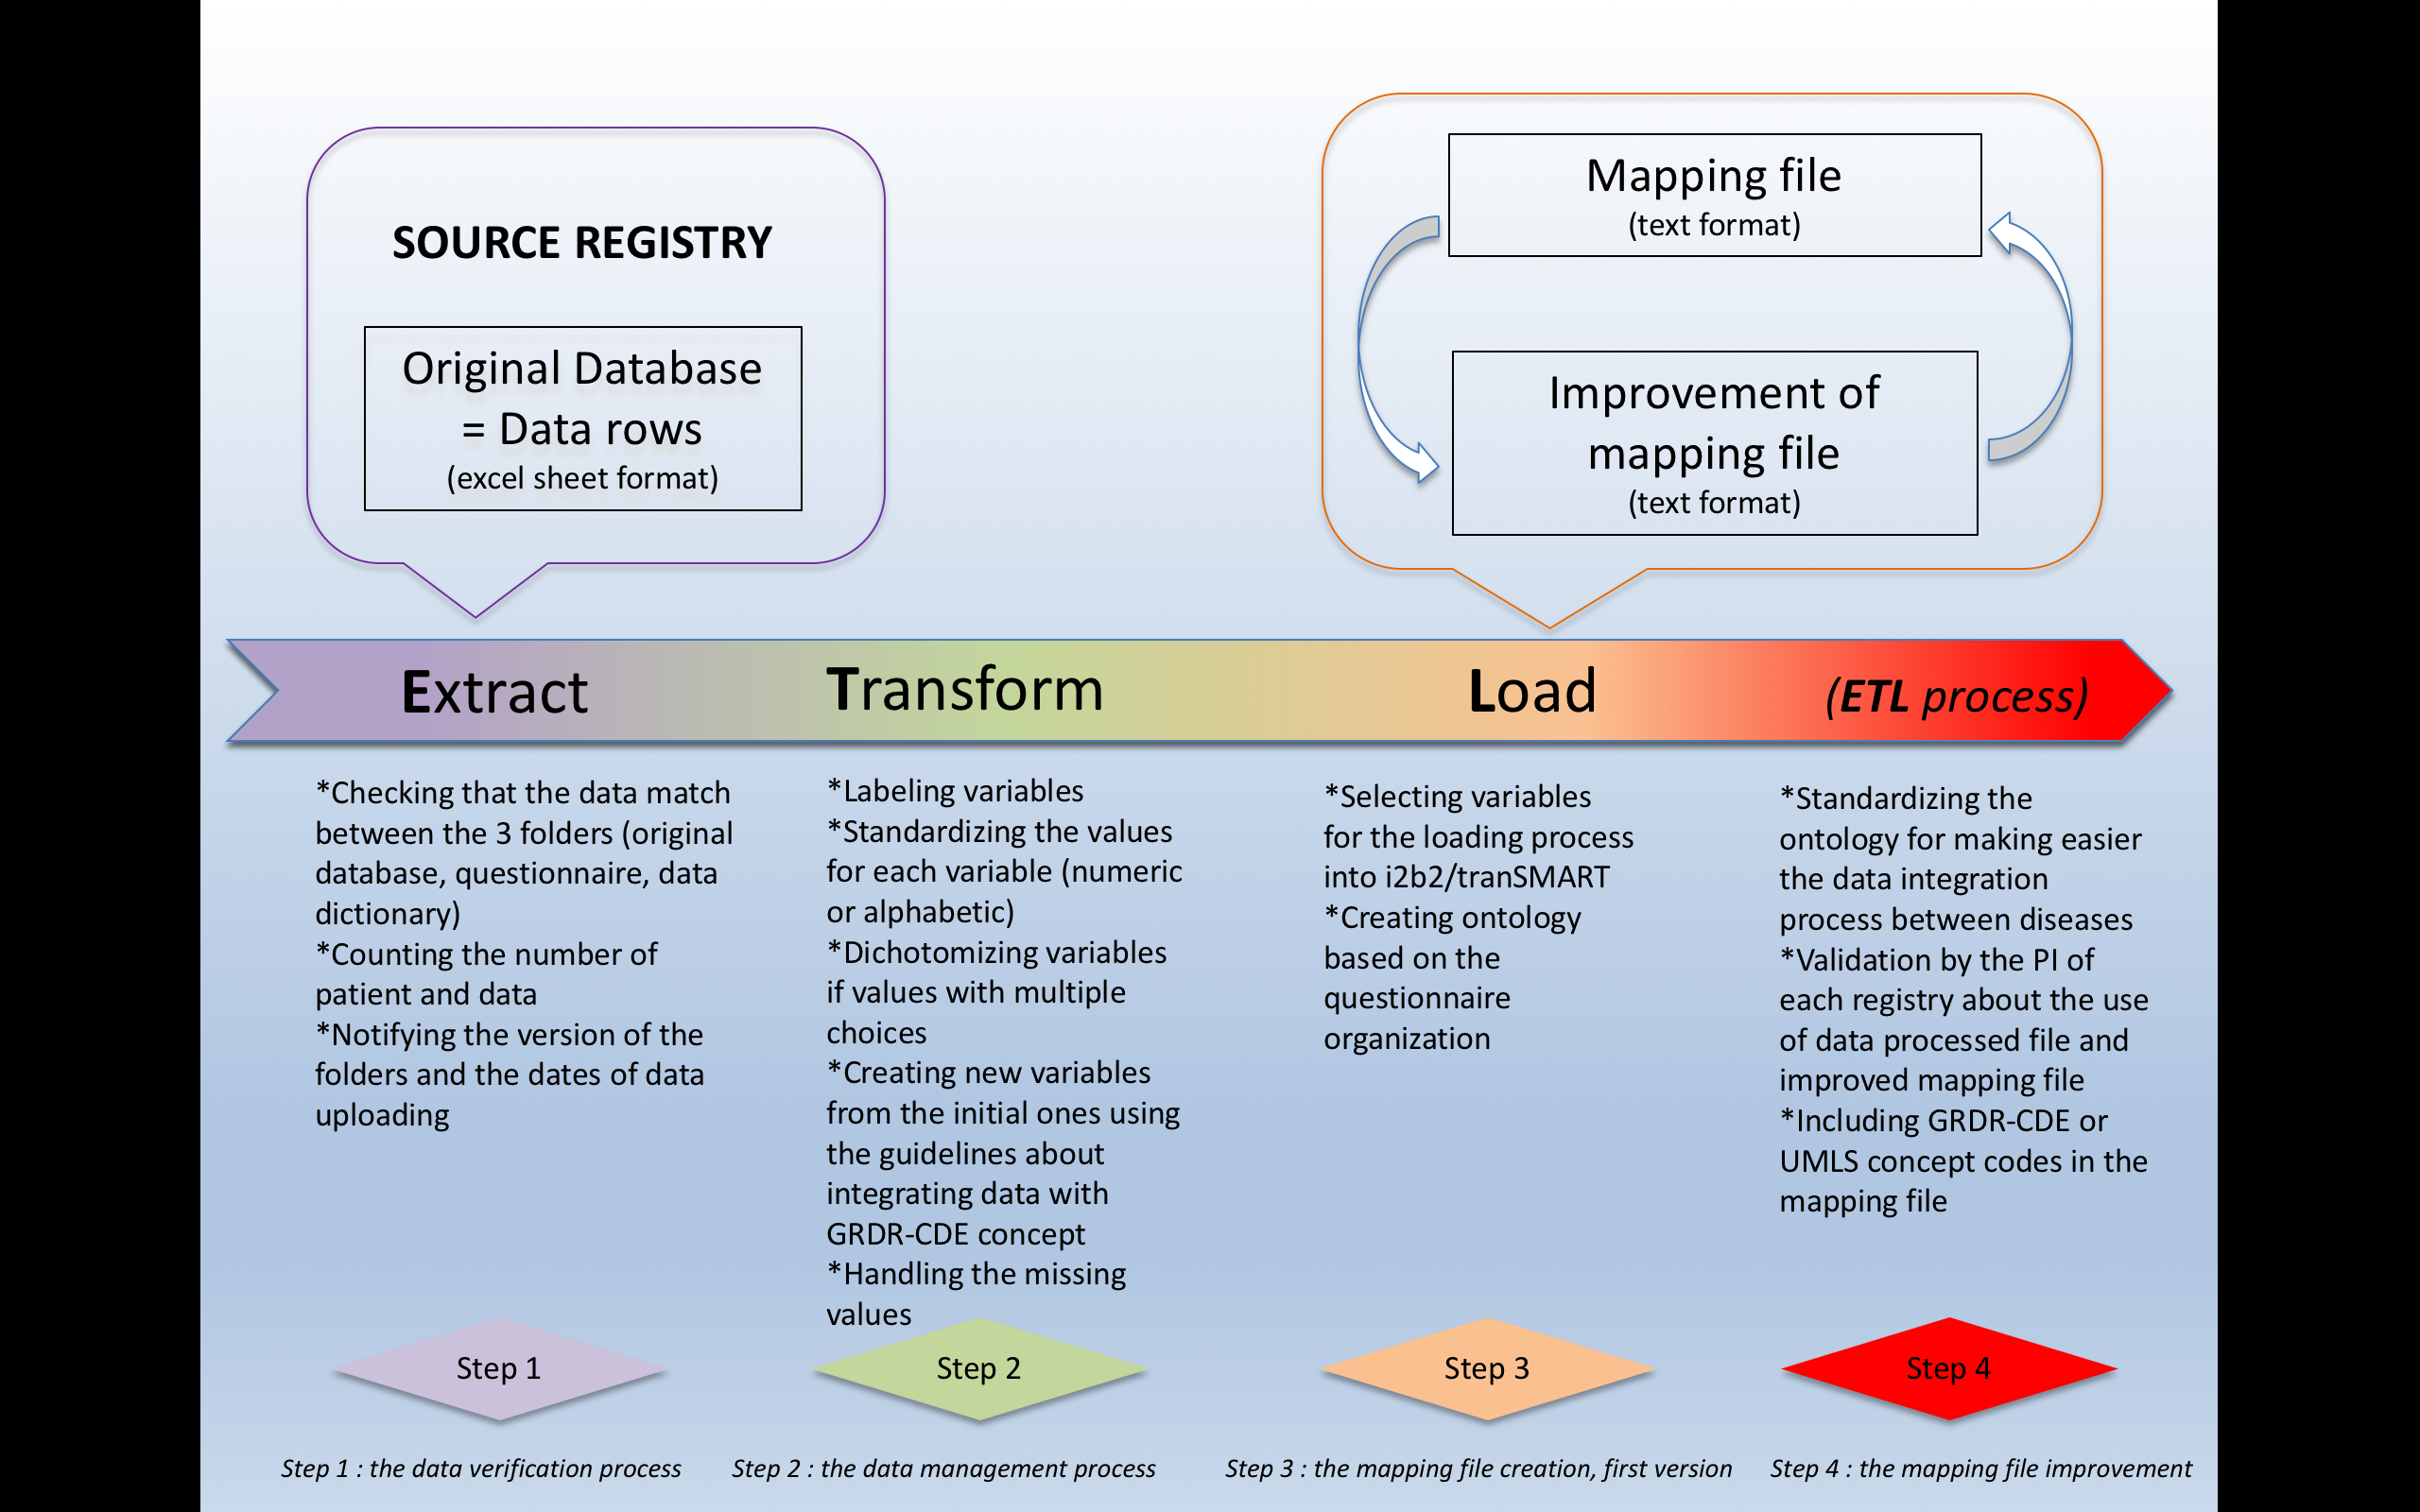 SOURCE REGISTRY
Original Database
= Data rows
(excel sheet format)
Mapping file
(text format)
Improvement of
mapping file
(text format)
Extract
Transform
Load
(ETL process)
*Checking that the data match
between the 3 folders (original
database, questionnaire, data
dictionary)
*Counting the number of
patient and data
*Notifying the version of the
folders and the dates of data
uploading
*Labeling variables
*Standardizing the values
for each variable (numeric
or alphabetic)
*Dichotomizing variables
if values with multiple
choices
*Creating new variables
from the initial ones using
the guidelines about
integrating data with
GRDR-CDE concept
*Handling the missing
values
*Selecting variables
for the loading process
into i2b2/tranSMART
*Creating ontology
based on the
questionnaire
organization
*Standardizing the
ontology for making easier
the data integration
process between diseases
*Validation by the PI of
each registry about the use
of data processed file and
improved mapping file
*Including GRDR-CDE or
UMLS concept codes in the
mapping file
Step 1
Step 2
Step 3
Step 4
Step 1 : the data verification process
Step 2 : the data management process
Step 3 : the mapping file creation, first version
Step 4 : the mapping file improvement